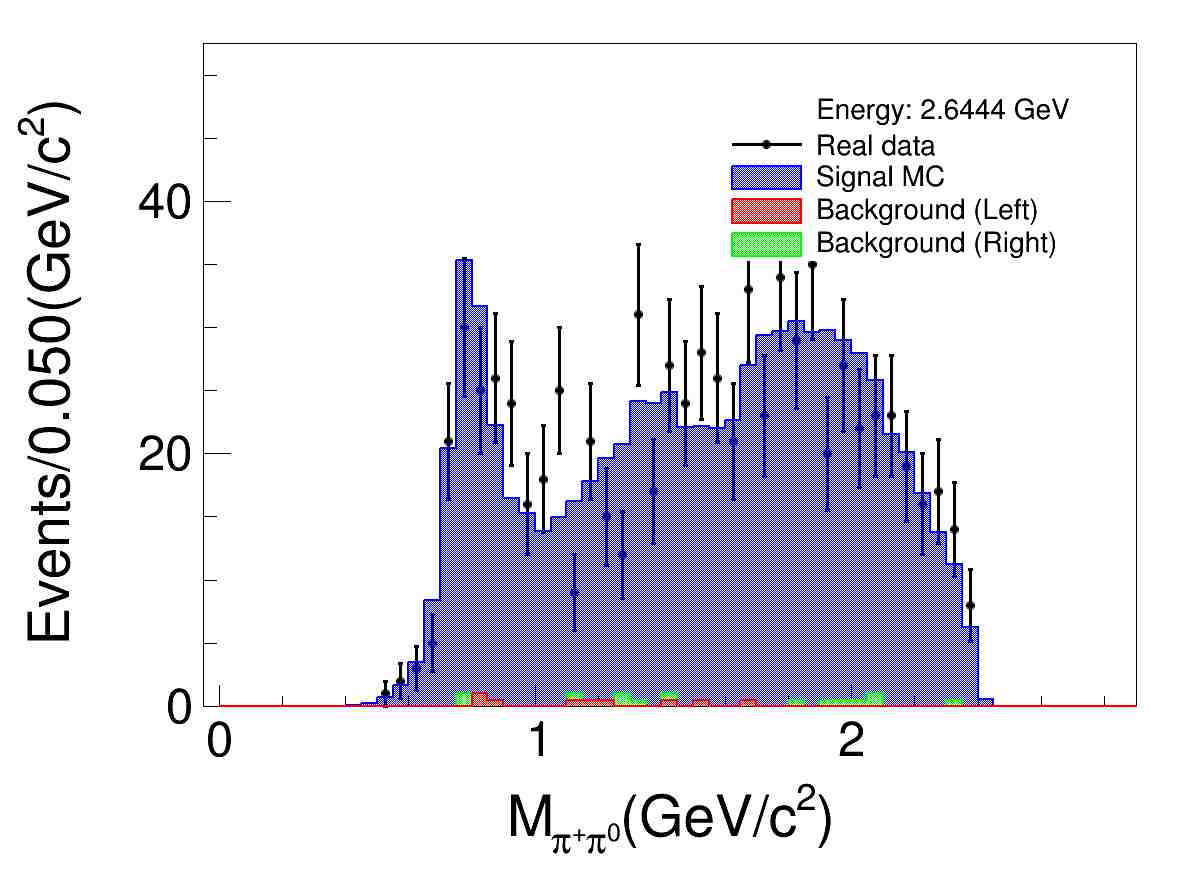 Energy: 2.6444 GeV
Real data
Signal MC
Background (Left)
Background (Right)
Events/0.050(GeV/c²)
40
20
0
0 1 2
M_π⁺π⁰(GeV/c²)